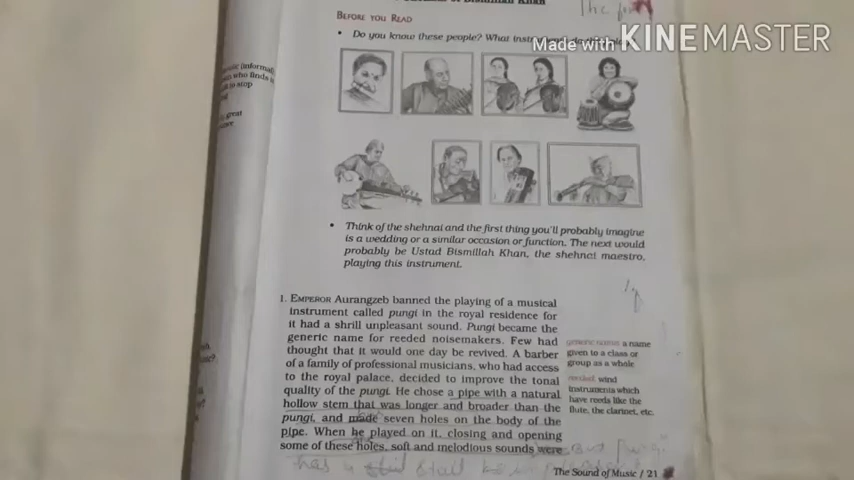 Bismillah Khan
The
BEFORE YOU READ
• Do you know these people? What
Made with KINEMASTER
• Think of the shehnai and the first thing you'll probably imagine
is a wedding or a similar occasion or function. The next would
probably be Ustad Bismillah Khan, the shehnai maestro,
playing this instrument.
1. EMPEROR Aurangzeb banned the playing of a musical
instrument called pungi in the royal residence for
it had a shrill unpleasant sound. Pungi became the
generic name for reeded noisemakers. Few had
thought that it would one day be revived. A barber
of a family of professional musicians, who had access
to the royal palace, decided to improve the tonal
quality of the pungi. He chose a pipe with a natural
hollow stem that was longer and broader than the
pungi, and made seven holes on the body of the
pipe. When he played on it, closing and opening
some of these holes, soft and melodious sounds were
generic name a name
given to a class or
group as a whole
reeded wind
instruments which
have reeds like the
flute, the clarinet, etc.
The Sound of Music / 21
(informal)
who finds
to stop
great